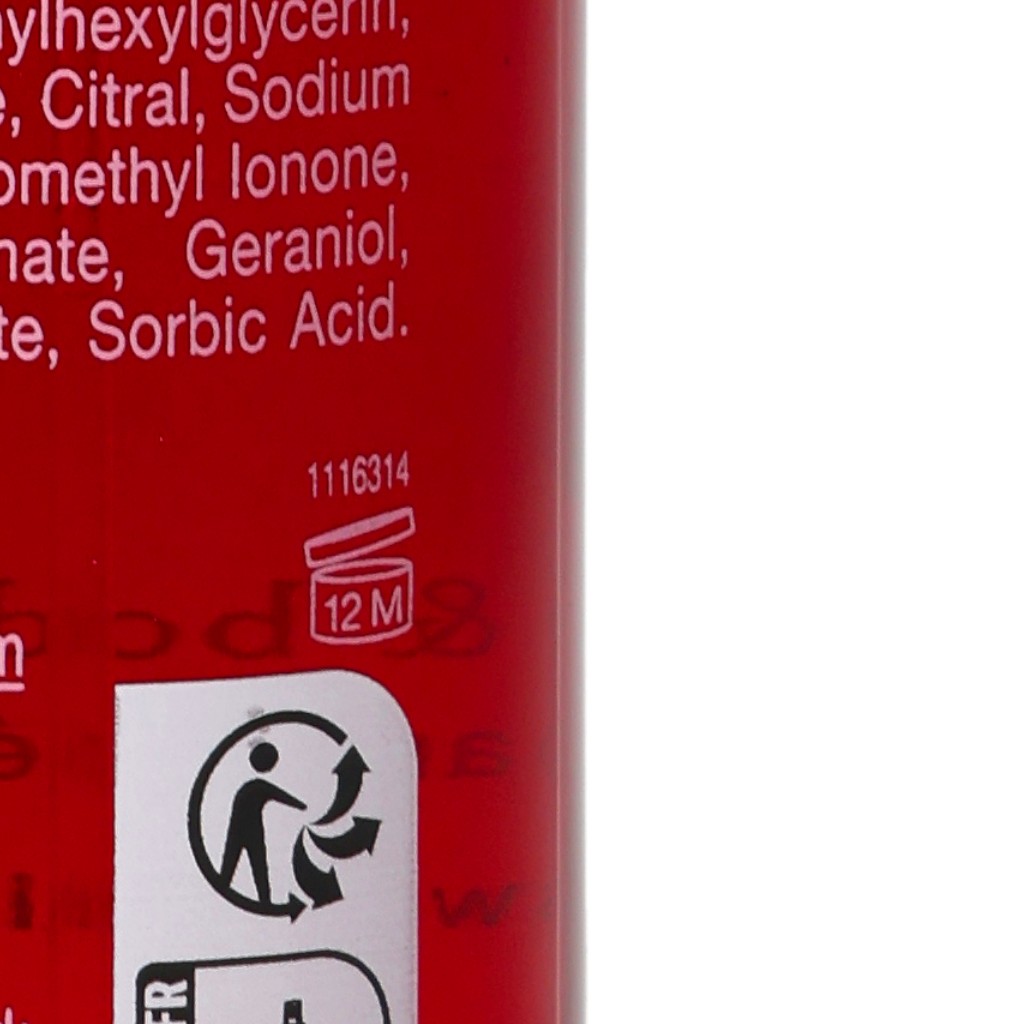 ylhexylglycerin,
e, Citral, Sodium
omethyl Ionone,
nate, Geraniol,
te, Sorbic Acid.
1116314
12 M
m
FR